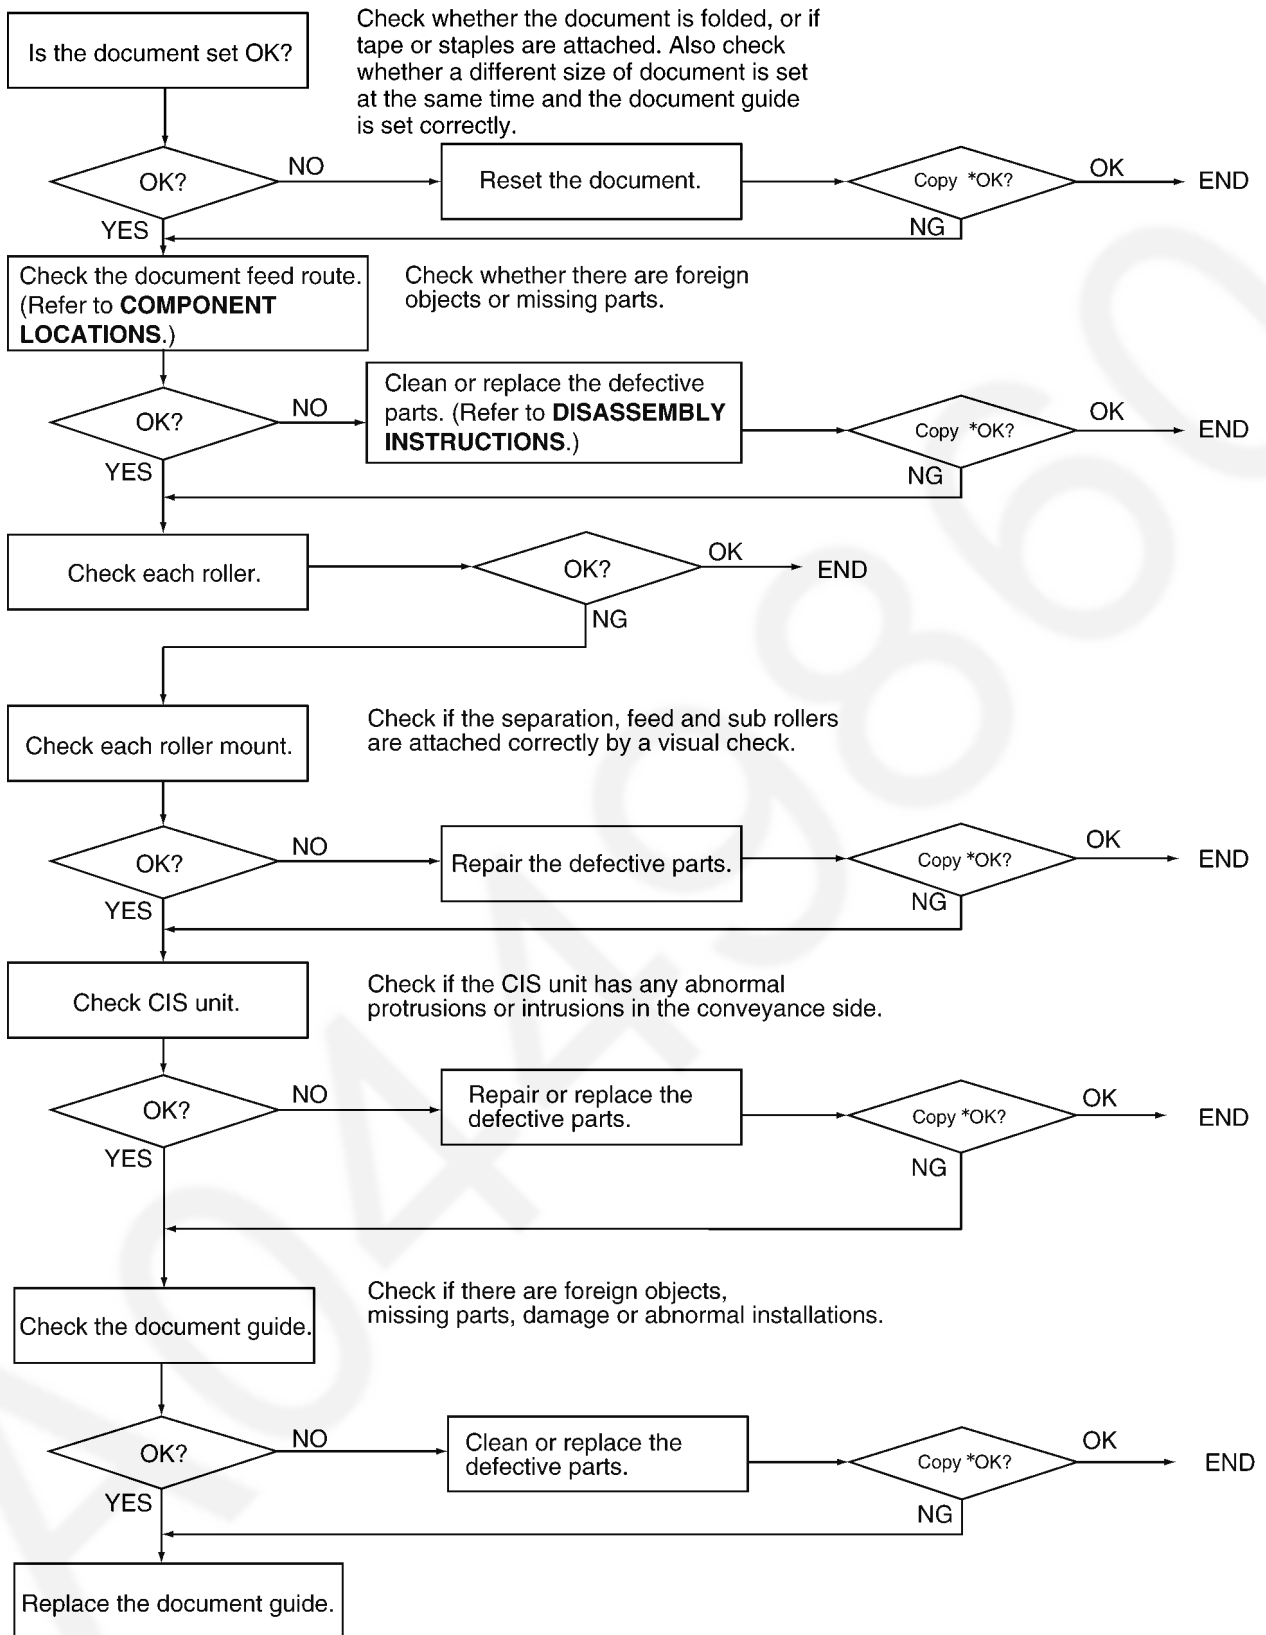 Check whether the document is folded, or if
tape or staples are attached. Also check
whether a different size of document is set
at the same time and the document guide
is set correctly.
Is the document set OK?
OK?
NO
Reset the document.
Copy *OK?
OK
END
YES
NG
Check the document feed route.
(Refer to COMPONENT
LOCATIONS.)
Check whether there are foreign
objects or missing parts.
OK?
NO
Clean or replace the defective
parts. (Refer to DISASSEMBLY
INSTRUCTIONS.)
Copy *OK?
OK
END
YES
NG
Check each roller.
OK?
OK
END
NG
Check each roller mount.
Check if the separation, feed and sub rollers
are attached correctly by a visual check.
OK?
NO
Repair the defective parts.
Copy *OK?
OK
END
YES
NG
Check CIS unit.
Check if the CIS unit has any abnormal
protrusions or intrusions in the conveyance side.
OK?
NO
Repair or replace the
defective parts.
Copy *OK?
OK
END
YES
NG
Check the document guide.
Check if there are foreign objects,
missing parts, damage or abnormal installations.
OK?
NO
Clean or replace the
defective parts.
Copy *OK?
OK
END
YES
NG
Replace the document guide.